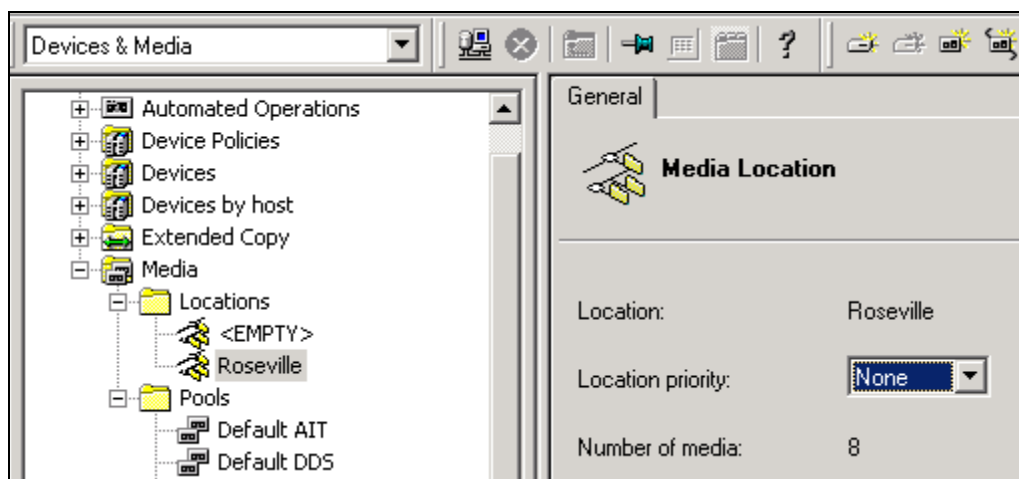 Devices & Media
?
Automated Operations
Device Policies
Devices
Devices by host
Extended Copy
Media
Locations
<EMPTY>
Roseville
Pools
Default AIT
Default DDS
General
Media Location
Location: Roseville
Location priority: None
Number of media: 8